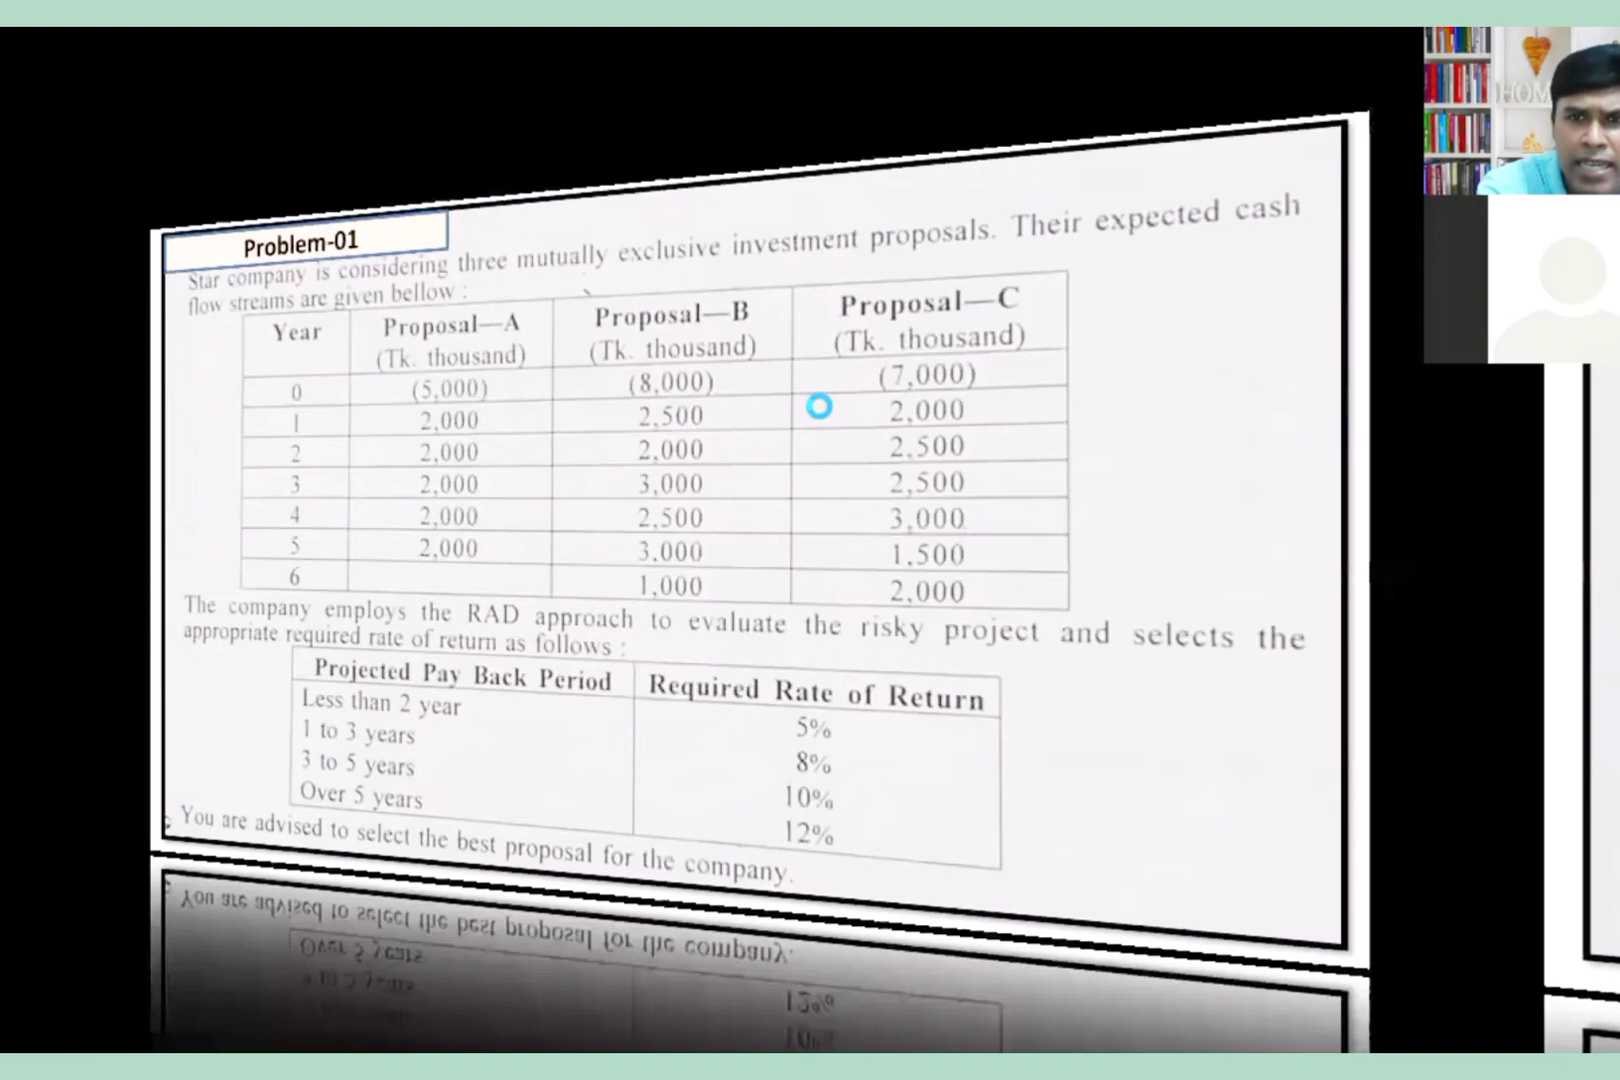 HOM
Problem-01
Star company is considering three mutually exclusive investment proposals. Their expected cash
flow streams are given bellow :
Year Proposal—A (Tk. thousand) Proposal—B (Tk. thousand) Proposal—C (Tk. thousand)
0 (5,000) (8,000) (7,000)
1 2,000 2,500 2,000
2 2,000 2,000 2,500
3 2,000 3,000 2,500
4 2,000 2,500 3,000
5 2,000 3,000 1,500
6 1,000 2,000
The company employs the RAD approach to evaluate the risky project and selects the
appropriate required rate of return as follows :
Projected Pay Back Period Required Rate of Return
Less than 2 year 5%
1 to 3 years 8%
3 to 5 years 10%
Over 5 years 12%
You are advised to select the best proposal for the company.